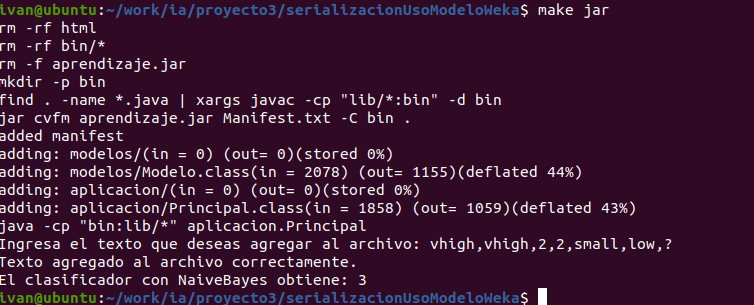 ivan@ubuntu:~/work/ia/proyecto3/serializacionUsoModeloWeka$ make jar
rm -rf html
rm -rf bin/*
rm -f aprendizaje.jar
mkdir -p bin
find . -name *.java | xargs javac -cp "lib/*:bin" -d bin
jar cvfm aprendizaje.jar Manifest.txt -C bin .
added manifest
adding: modelos/(in = 0) (out= 0)(stored 0%)
adding: modelos/Modelo.class(in = 2078) (out= 1155)(deflated 44%)
adding: aplicacion/(in = 0) (out= 0)(stored 0%)
adding: aplicacion/Principal.class(in = 1858) (out= 1059)(deflated 43%)
java -cp "bin:lib/*" aplicacion.Principal
Ingresa el texto que deseas agregar al archivo: vhigh,vhigh,2,2,small,low,?
Texto agregado al archivo correctamente.
El clasificador con NaiveBayes obtiene: 3
ivan@ubuntu:~/work/ia/proyecto3/serializacionUsoModeloWeka$